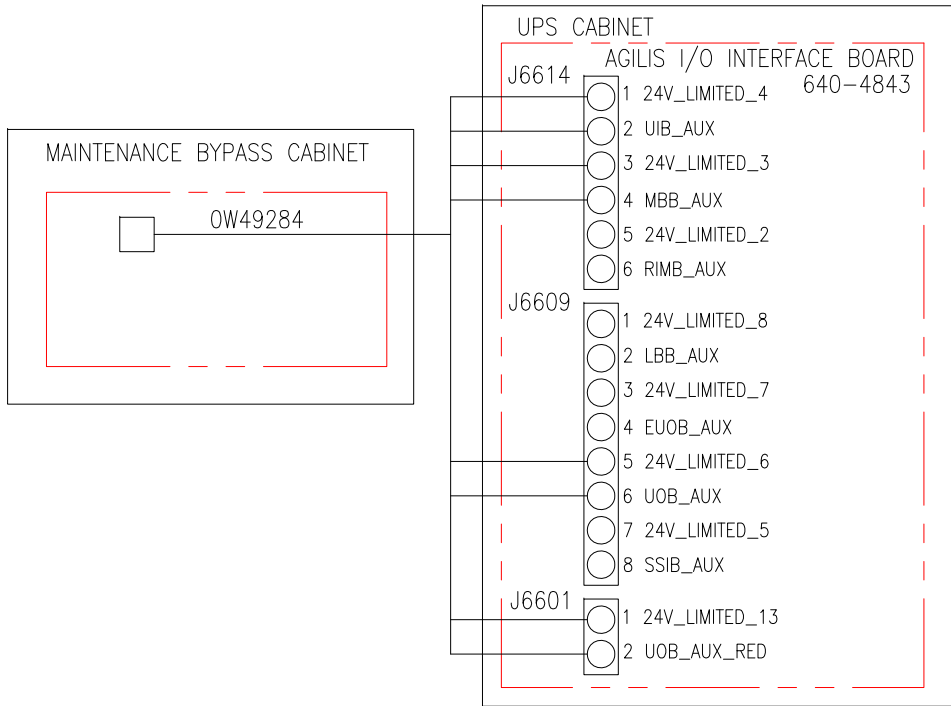 UPS CABINET
AGILIS I/O INTERFACE BOARD
640-4843
J6614
1 24V_LIMITED_4
2 UIB_AUX
3 24V_LIMITED_3
4 MBB_AUX
5 24V_LIMITED_2
6 RIMB_AUX
MAINTENANCE BYPASS CABINET
0W49284
J6609
1 24V_LIMITED_8
2 LBB_AUX
3 24V_LIMITED_7
4 EUOB_AUX
5 24V_LIMITED_6
6 UOB_AUX
7 24V_LIMITED_5
8 SSIB_AUX
J6601
1 24V_LIMITED_13
2 UOB_AUX_RED